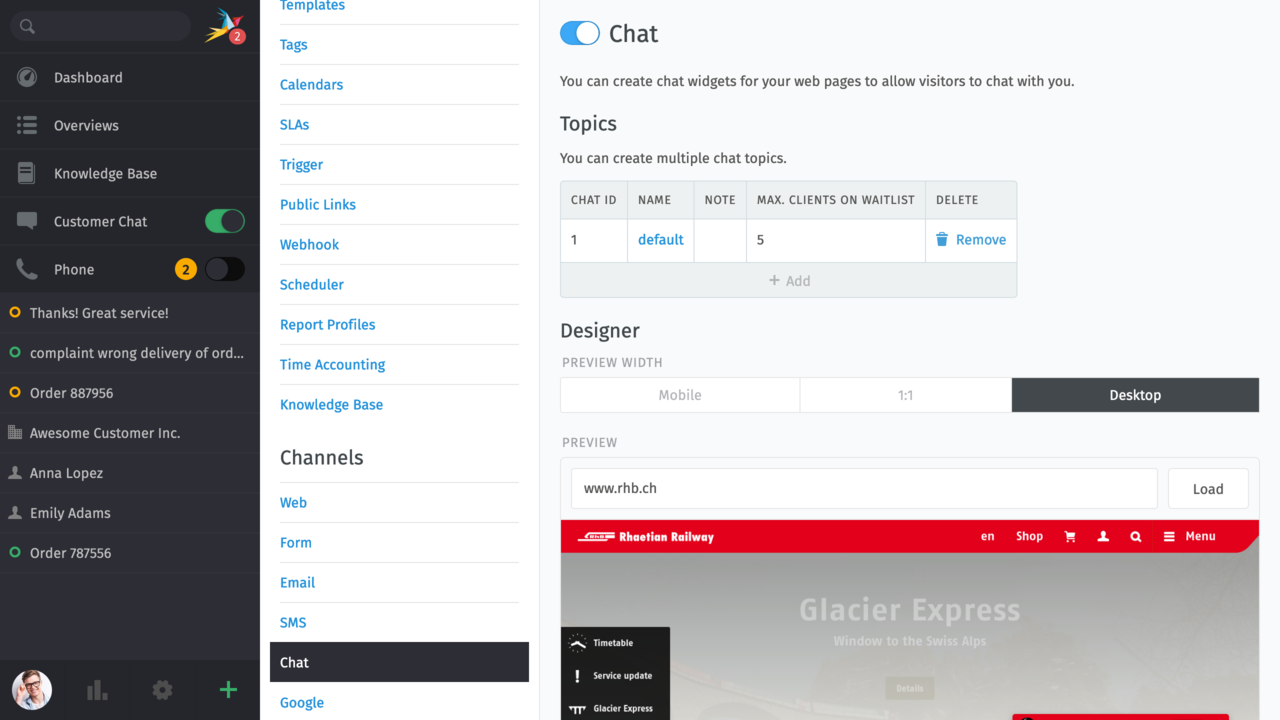 2
Dashboard
Overviews
Knowledge Base
Customer Chat
Phone
2
Thanks! Great service!
complaint wrong delivery of ord...
Order 887956
Awesome Customer Inc.
Anna Lopez
Emily Adams
Order 787556
Templates
Tags
Calendars
SLAs
Trigger
Public Links
Webhook
Scheduler
Report Profiles
Time Accounting
Knowledge Base
Channels
Web
Form
Email
SMS
Chat
Google
Chat
You can create chat widgets for your web pages to allow visitors to chat with you.
Topics
You can create multiple chat topics.
CHAT ID NAME NOTE MAX. CLIENTS ON WAITLIST DELETE
1 default 5 Remove
+ Add
Designer
PREVIEW WIDTH
Mobile 1:1 Desktop
PREVIEW
www.rhb.ch Load
Rhaetian Railway en Shop Menu
Glacier Express
Window to the Swiss Alps
Details
Timetable
Service update
Glacier Express